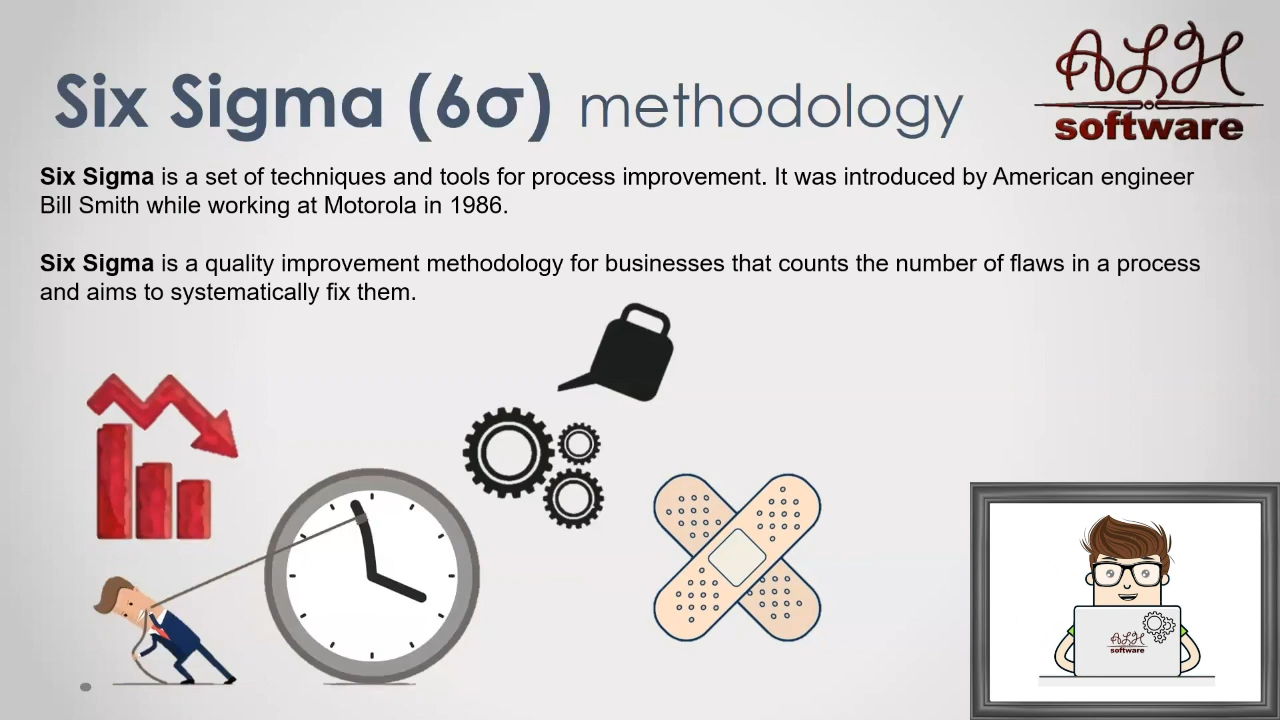 Six Sigma (6σ) methodology
ALH
software
Six Sigma is a set of techniques and tools for process improvement. It was introduced by American engineer
Bill Smith while working at Motorola in 1986.
Six Sigma is a quality improvement methodology for businesses that counts the number of flaws in a process
and aims to systematically fix them.
ALH
software